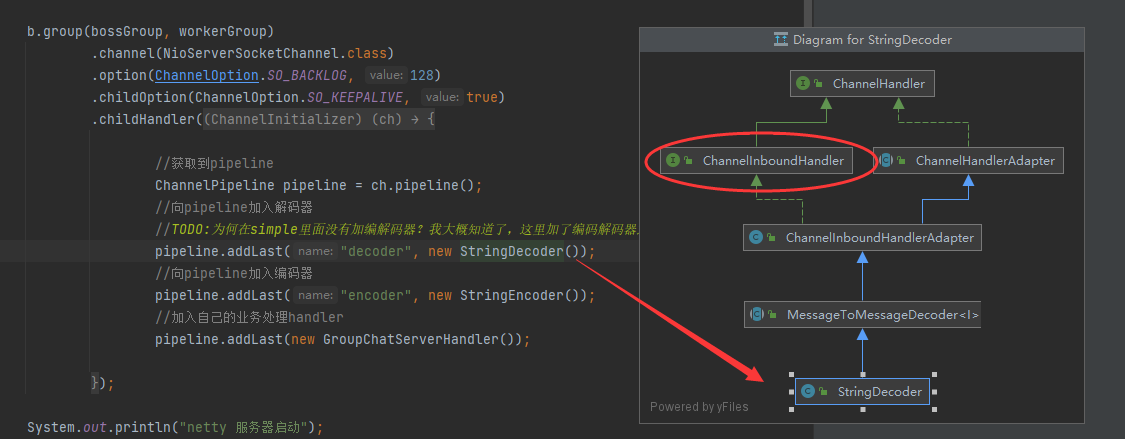 b.group(bossGroup, workerGroup)
.channel(NioServerSocketChannel.class)
.option(ChannelOption.SO_BACKLOG, value: 128)
.childOption(ChannelOption.SO_KEEPALIVE, value: true)
.childHandler((ChannelInitializer) (ch) → {
//获取到pipeline
ChannelPipeline pipeline = ch.pipeline();
//向pipeline加入解码器
//TODO:为何在simple里面没有加编解码器？我大概知道了，这里加了编码解码器
pipeline.addLast( name: "decoder", new StringDecoder());
//向pipeline加入编码器
pipeline.addLast( name: "encoder", new StringEncoder());
//加入自己的业务处理handler
pipeline.addLast(new GroupChatServerHandler());
});
System.out.println("netty 服务器启动");
Diagram for StringDecoder
I ChannelHandler
I ChannelInboundHandler
C ChannelHandlerAdapter
C ChannelInboundHandlerAdapter
C MessageToMessageDecoder<I>
C StringDecoder
Powered by yFiles